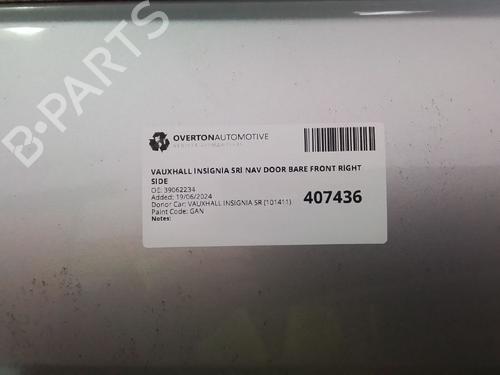 B-PARTS
OVERTONAUTOMOTIVE
VAUXHALL INSIGNIA SRI NAV DOOR BARE FRONT RIGHT
SIDE
OE: 39062234
Added: 19/06/2024
Donor Car: VAUXHALL INSIGNIA SR (101411)
Paint Code: GAN
Notes:
407436